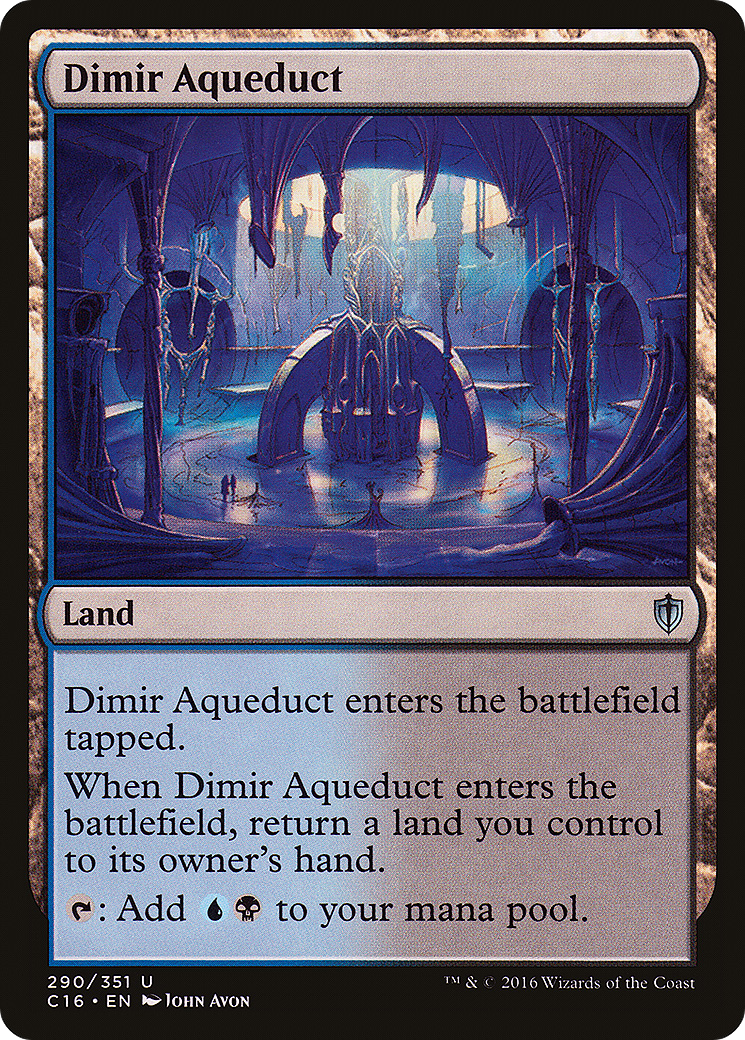 Dimir Aqueduct
AVON
Land
Dimir Aqueduct enters the battlefield
tapped.
When Dimir Aqueduct enters the
battlefield, return a land you control
to its owner's hand.
: Add to your mana pool.
290/351 U
C16 • EN John Avon
™ & © 2016 Wizards of the Coast